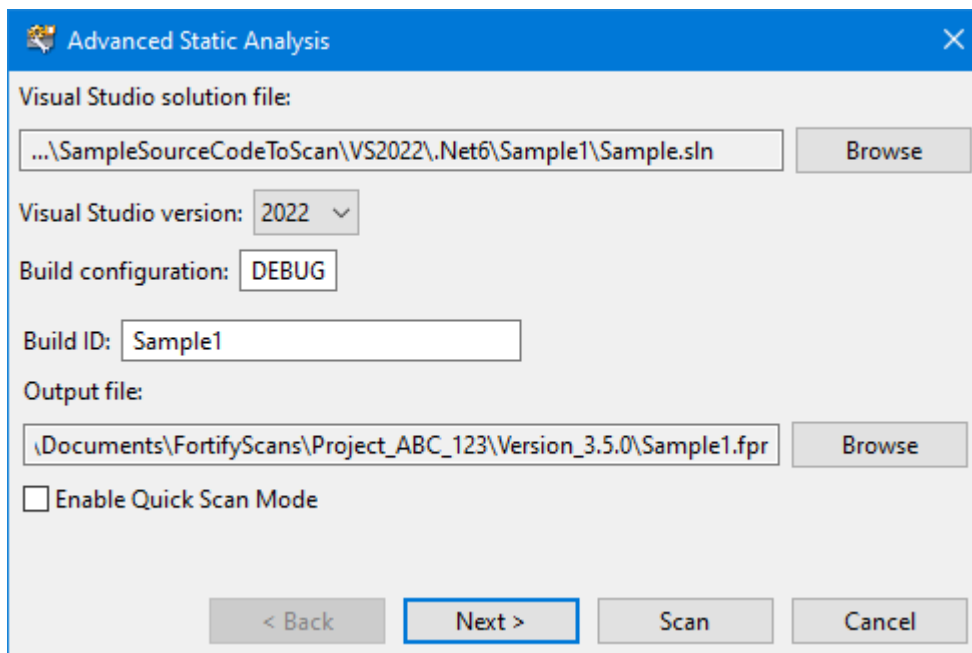 Advanced Static Analysis
Visual Studio solution file:
...\SampleSourceCodeToScan\VS2022\.Net6\Sample1\Sample.sln Browse
Visual Studio version: 2022
Build configuration: DEBUG
Build ID: Sample1
Output file:
\Documents\FortifyScans\Project_ABC_123\Version_3.5.0\Sample1.fpr Browse
Enable Quick Scan Mode
< Back Next > Scan Cancel